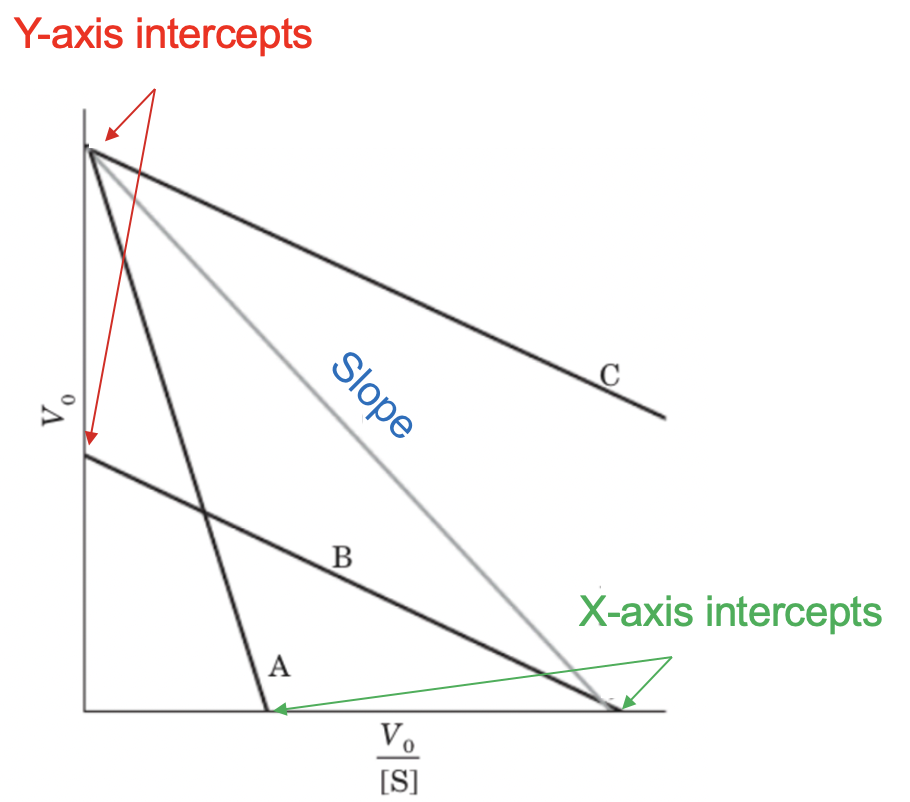 Y-axis intercepts
C
Slope
V₀
B
X-axis intercepts
A
V₀
[S]